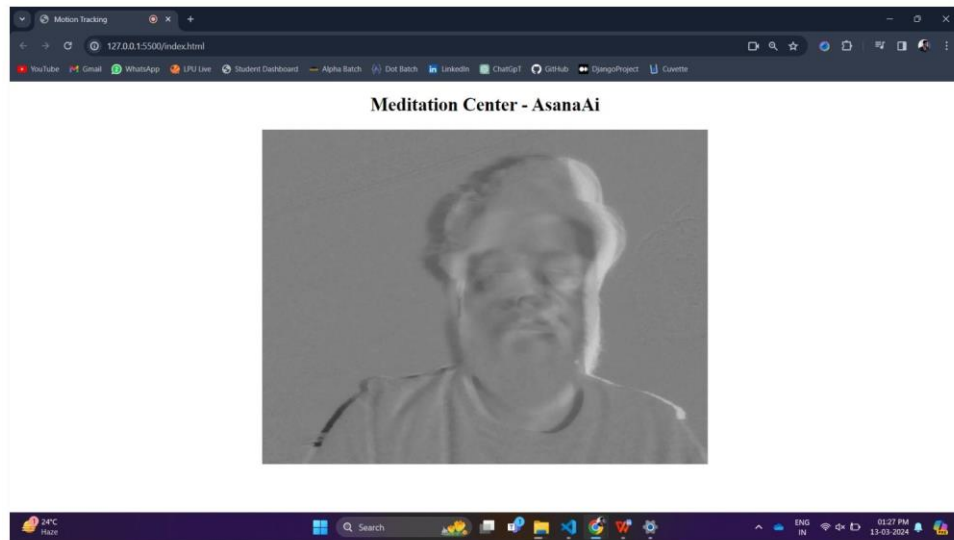 Motion Tracking
127.0.0.1:5500/index.html
YouTube Gmail WhatsApp LPU Live Student Dashboard Alpha Batch Dot Batch LinkedIn ChatGpT GitHub DjangoProject Cuvette
Meditation Center - AsanaAi
24°C
Haze
Search
ENG
IN
01:27 PM
13-03-2024